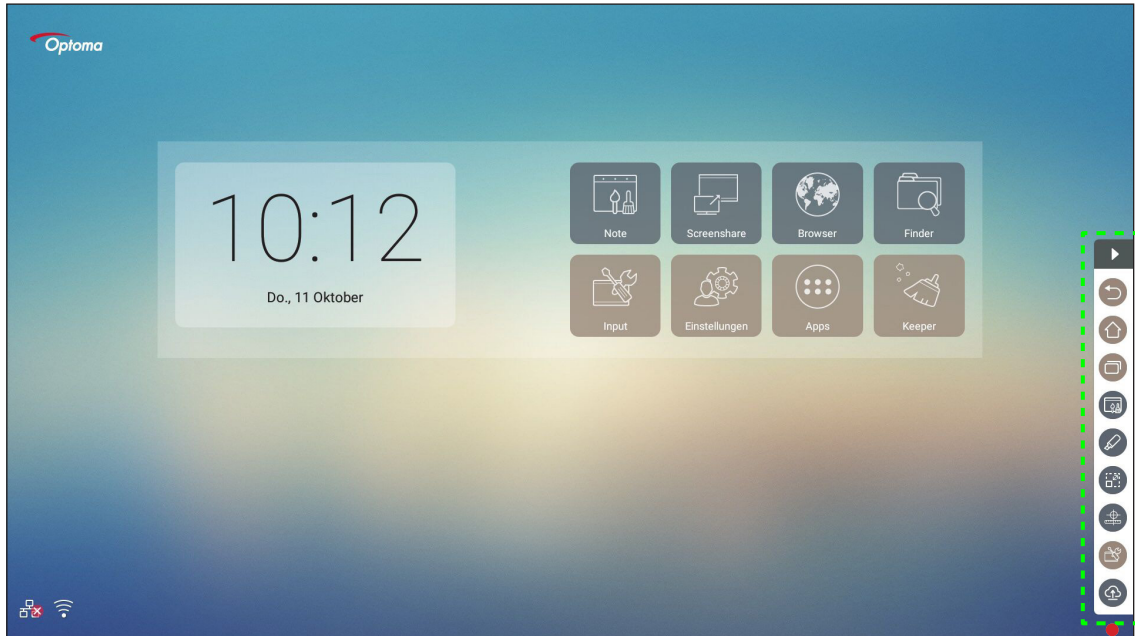 Optoma
10:12
Do., 11 Oktober
Note
Screenshare
Browser
Finder
Input
Einstellungen
Apps
Keeper